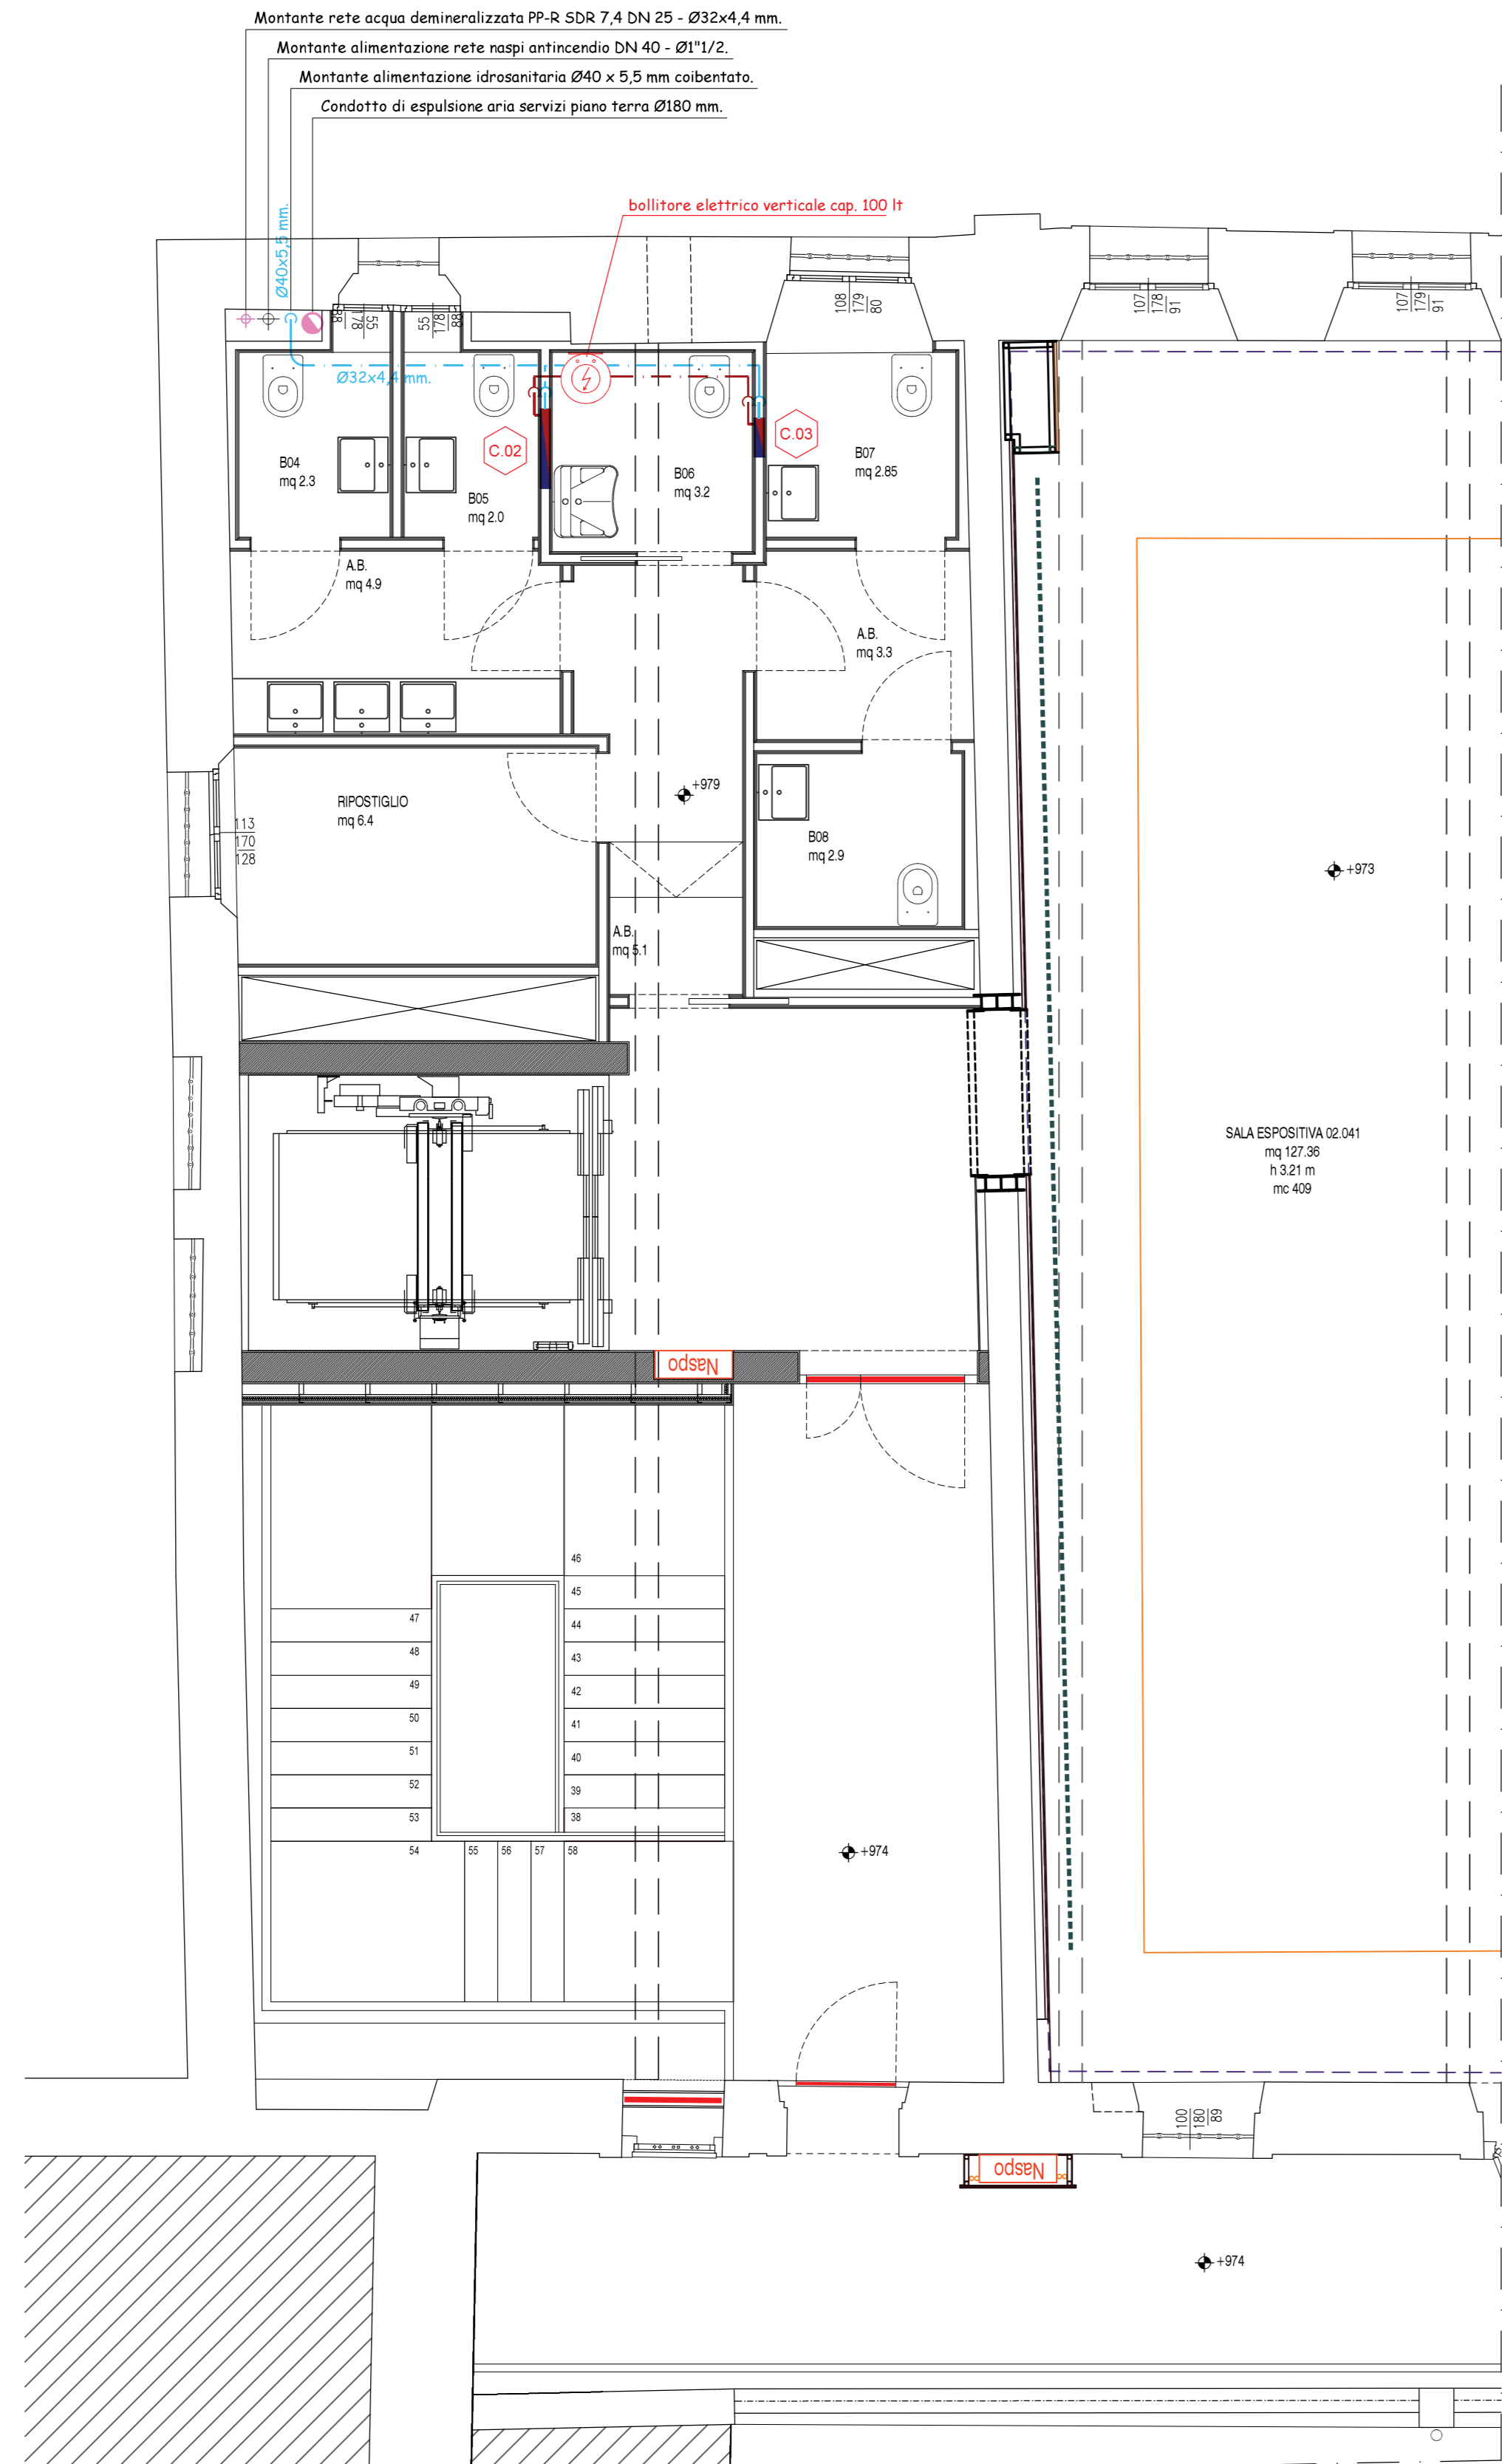 Montante rete acqua demineralizzata PP-R SDR 7,4 DN 25 - Ø32x4,4 mm.
Montante alimentazione rete naspi antincendio DN 40 - Ø1"1/2.
Montante alimentazione idrosanitaria Ø40 x 5,5 mm coibentato.
Condotto di espulsione aria servizi piano terra Ø180 mm.
bollitore elettrico verticale cap. 100 lt
Ø40x5,5 mm.
88
178
55
55
178
88
108
179
80
107
178
91
107
179
91
Ø32x4,4 mm.
C.02
C.03
B04
mq 2.3
B05
mq 2.0
B06
mq 3.2
B07
mq 2.85
A.B.
mq 4.9
A.B.
mq 3.3
+979
RIPOSTIGLIO
mq 6.4
113
170
128
B08
mq 2.9
+973
A.B.
mq 5.1
SALA ESPOSITIVA 02.041
mq 127.36
h 3.21 m
mc 409
Naspo
46
45
47
44
48
43
49
42
50
41
51
40
52
39
53
38
54
55
56
57
58
+974
100
180
89
Naspo
+974